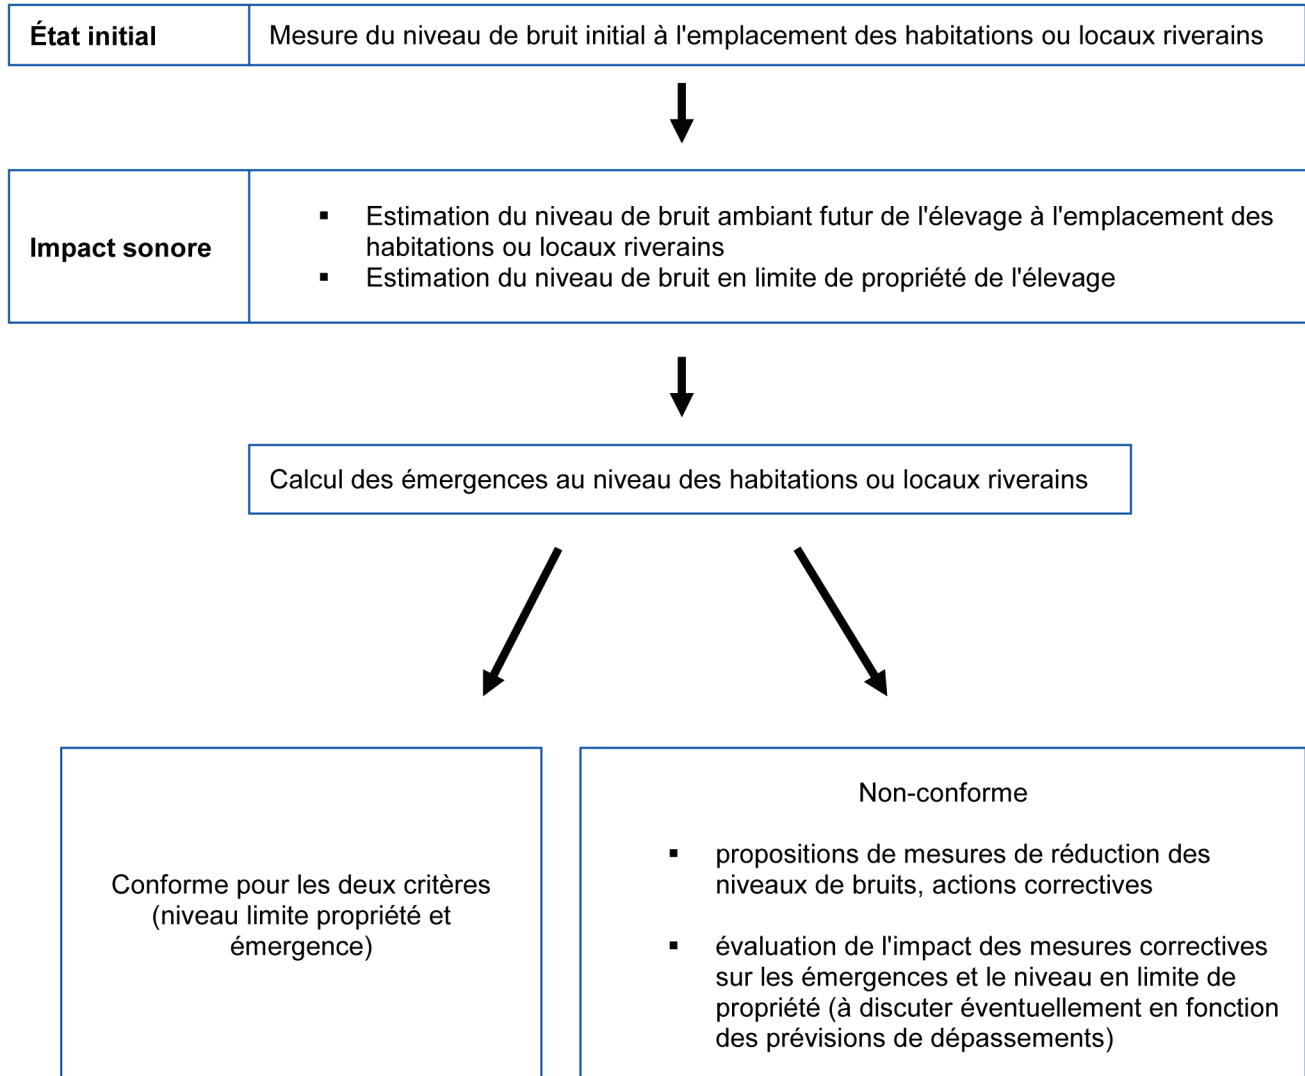 État initial
Mesure du niveau de bruit initial à l'emplacement des habitations ou locaux riverains
Impact sonore
▪ Estimation du niveau de bruit ambiant futur de l'élevage à l'emplacement des
habitations ou locaux riverains
▪ Estimation du niveau de bruit en limite de propriété de l'élevage
Calcul des émergences au niveau des habitations ou locaux riverains
Conforme pour les deux critères
(niveau limite propriété et
émergence)
Non-conforme
▪ propositions de mesures de réduction des
niveaux de bruits, actions correctives
▪ évaluation de l'impact des mesures correctives
sur les émergences et le niveau en limite de
propriété (à discuter éventuellement en fonction
des prévisions de dépassements)